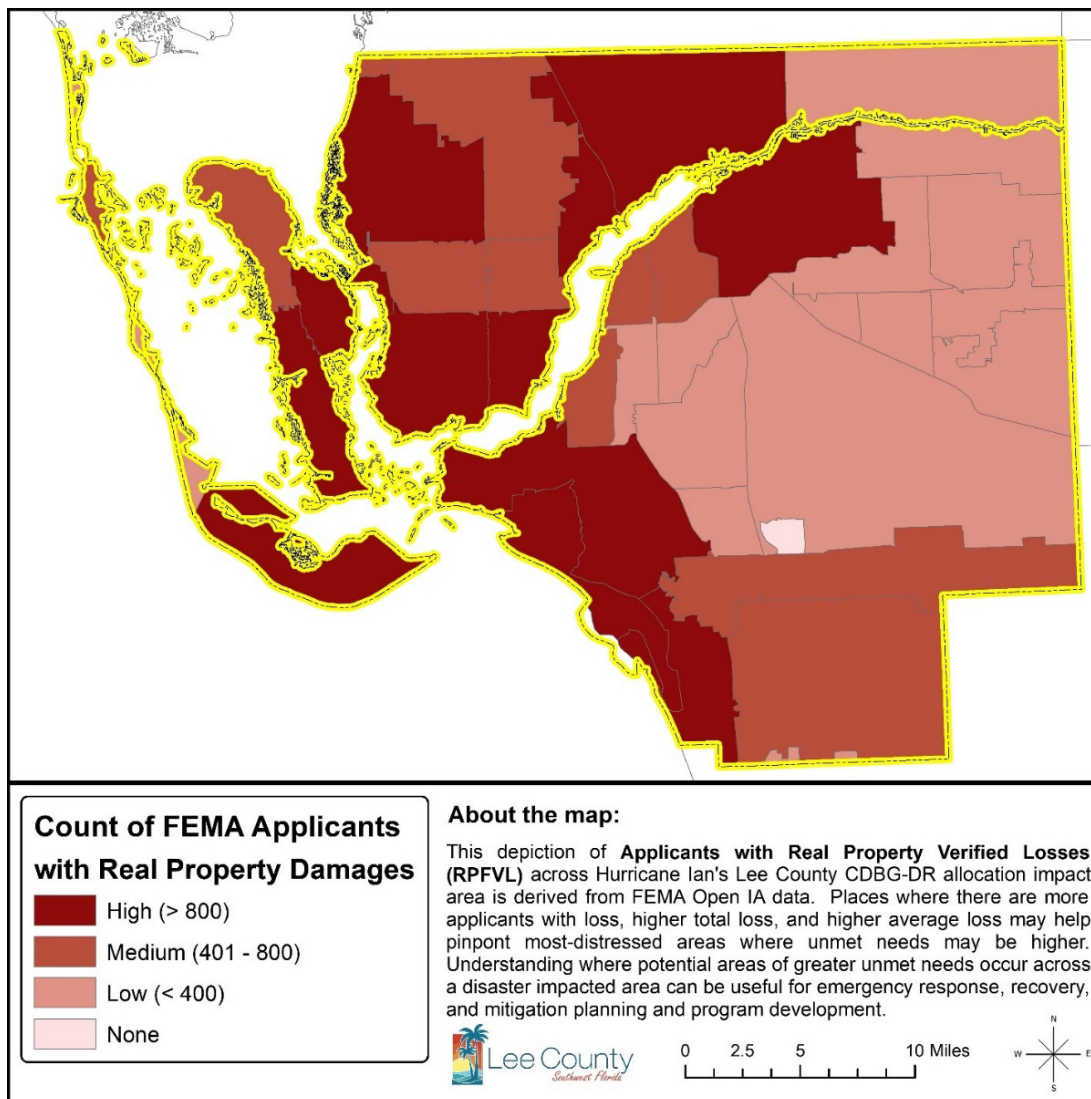 Count of FEMA Applicants
with Real Property Damages
High (> 800)
Medium (401 - 800)
Low (< 400)
None
About the map:
This depiction of Applicants with Real Property Verified Losses
(RPFVL) across Hurricane Ian's Lee County CDBG-DR allocation impact
area is derived from FEMA Open IA data. Places where there are more
applicants with loss, higher total loss, and higher average loss may help
pinpont most-distressed areas where unmet needs may be higher.
Understanding where potential areas of greater unmet needs occur across
a disaster impacted area can be useful for emergency response, recovery,
and mitigation planning and program development.
Lee County
Southwest Florida
0 2.5 5 10 Miles
N
W E
S